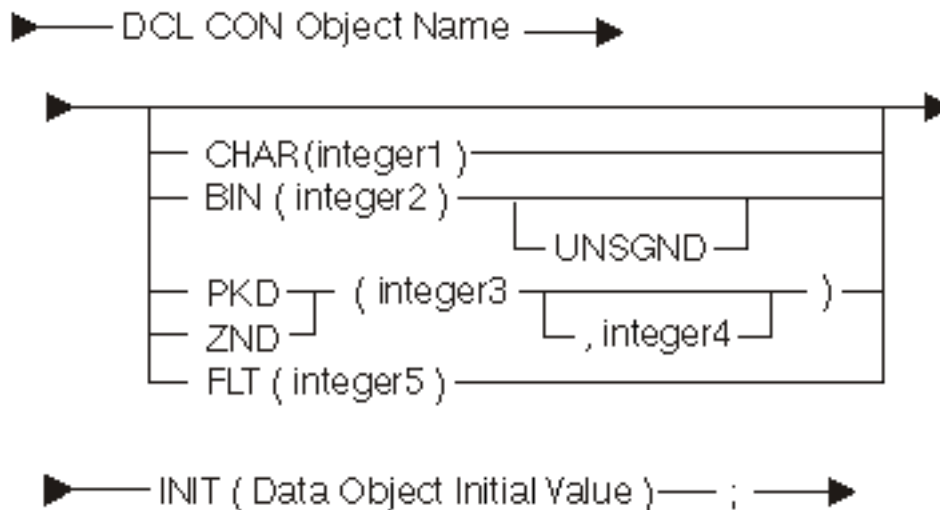 DCL CON Object Name
CHAR(integer1 )
BIN ( integer2 )
UNSGND
PKD ( integer3 )
ZND , integer4
FLT ( integer5 )
INIT ( Data Object Initial Value ) ;